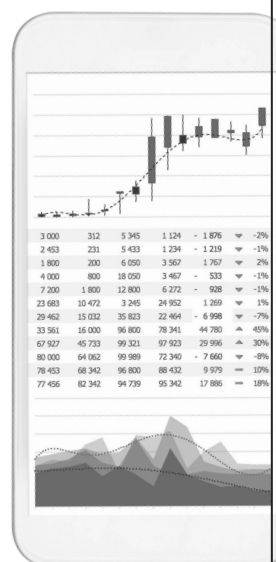 3 000 312 5 345 1 124 - 1 876 ▼ -2%
2 453 231 5 433 1 234 - 1 219 ▼ -1%
1 800 200 6 050 3 567 1 767 ▼ 2%
4 000 800 18 050 3 467 - 533 ▼ -1%
7 200 1 800 12 800 6 272 - 928 ▼ -1%
23 683 10 472 3 245 24 952 1 269 ▼ 1%
29 462 15 032 35 823 22 464 - 6 998 ▼ -7%
33 561 16 000 96 800 78 341 44 780 ▲ 45%
67 927 45 733 99 321 97 923 29 996 ▲ 30%
80 000 64 062 99 989 72 340 - 7 660 ▼ -8%
78 453 68 342 96 800 88 432 9 979 = 10%
77 456 82 342 94 739 95 342 17 886 = 18%